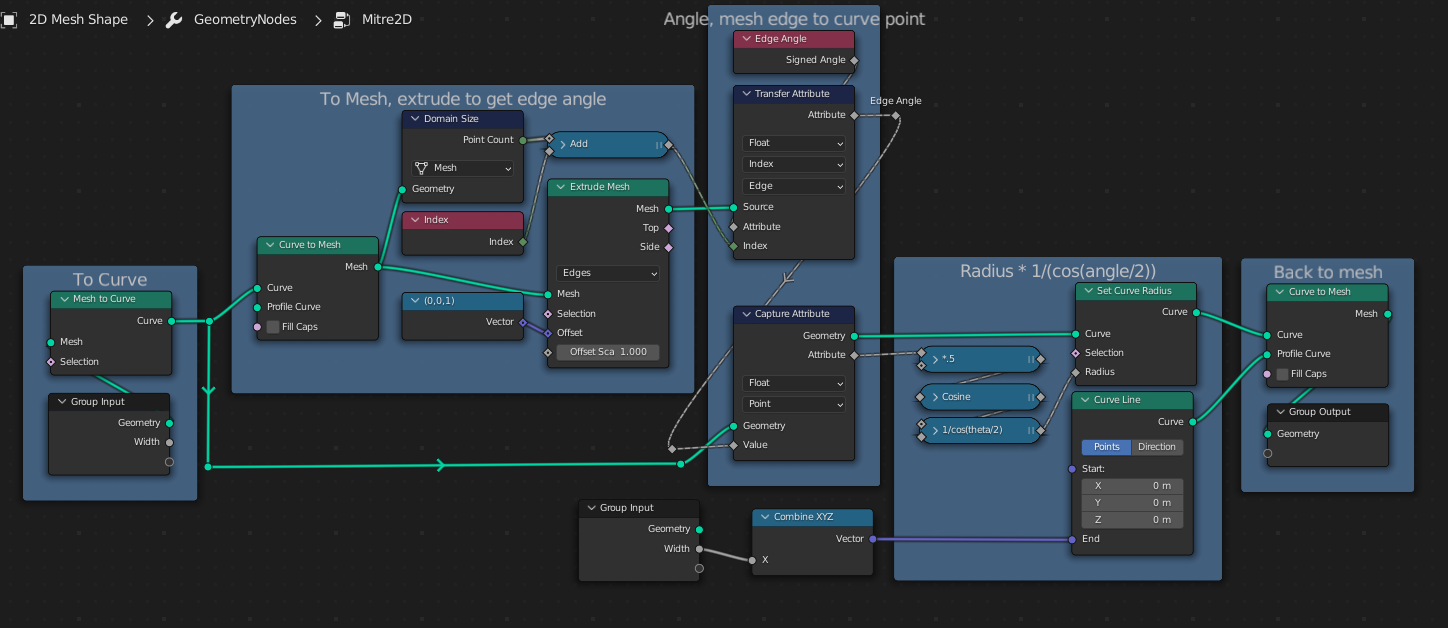 2D Mesh Shape > GeometryNodes > Mitre2D
To Curve
Mesh to Curve
Curve
Mesh
Selection
Group Input
Geometry
Width
To Mesh, extrude to get edge angle
Curve to Mesh
Mesh
Curve
Profile Curve
Fill Caps
Domain Size
Point Count
Mesh
Geometry
Index
Index
(0,0,1)
Vector
Add
Extrude Mesh
Mesh
Top
Side
Edges
Mesh
Selection
Offset
Offset Sca 1.000
Angle, mesh edge to curve point
Edge Angle
Signed Angle
Transfer Attribute
Attribute
Float
Index
Edge
Source
Attribute
Index
Edge Angle
Capture Attribute
Geometry
Attribute
Float
Point
Geometry
Value
Group Input
Geometry
Width
Combine XYZ
Vector
X
Radius * 1/(cos(angle/2))
*.5
Cosine
1/cos(theta/2)
Set Curve Radius
Curve
Curve
Selection
Radius
Curve Line
Curve
Points Direction
Start:
X 0 m
Y 0 m
Z 0 m
End
Back to mesh
Curve to Mesh
Mesh
Curve
Profile Curve
Fill Caps
Group Output
Geometry